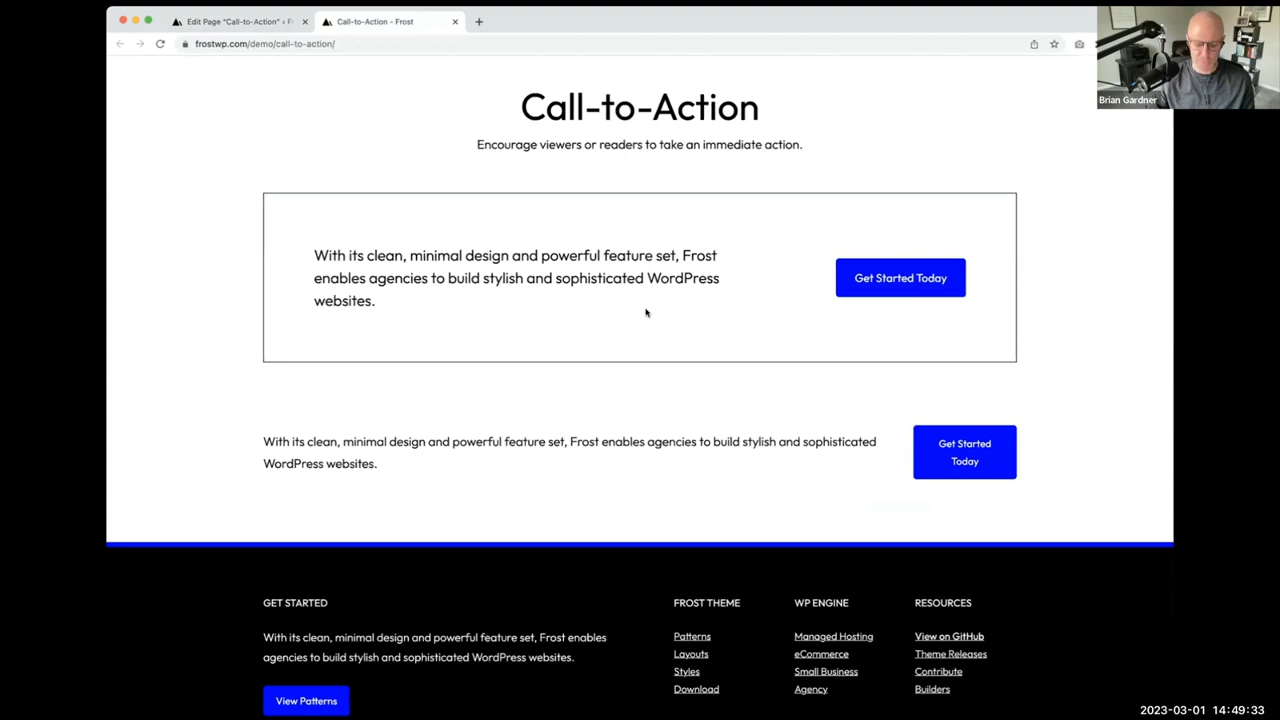 Edit Page “Call-to-Action” ‹ Fr
Call-to-Action - Frost
frostwp.com/demo/call-to-action/
Brian Gardner
Call-to-Action
Encourage viewers or readers to take an immediate action.
With its clean, minimal design and powerful feature set, Frost
enables agencies to build stylish and sophisticated WordPress
websites.
Get Started Today
With its clean, minimal design and powerful feature set, Frost enables agencies to build stylish and sophisticated
WordPress websites.
Get Started
Today
GET STARTED
With its clean, minimal design and powerful feature set, Frost enables
agencies to build stylish and sophisticated WordPress websites.
View Patterns
FROST THEME
Patterns
Layouts
Styles
Download
WP ENGINE
Managed Hosting
eCommerce
Small Business
Agency
RESOURCES
View on GitHub
Theme Releases
Contribute
Builders
2023-03-01 14:49:33